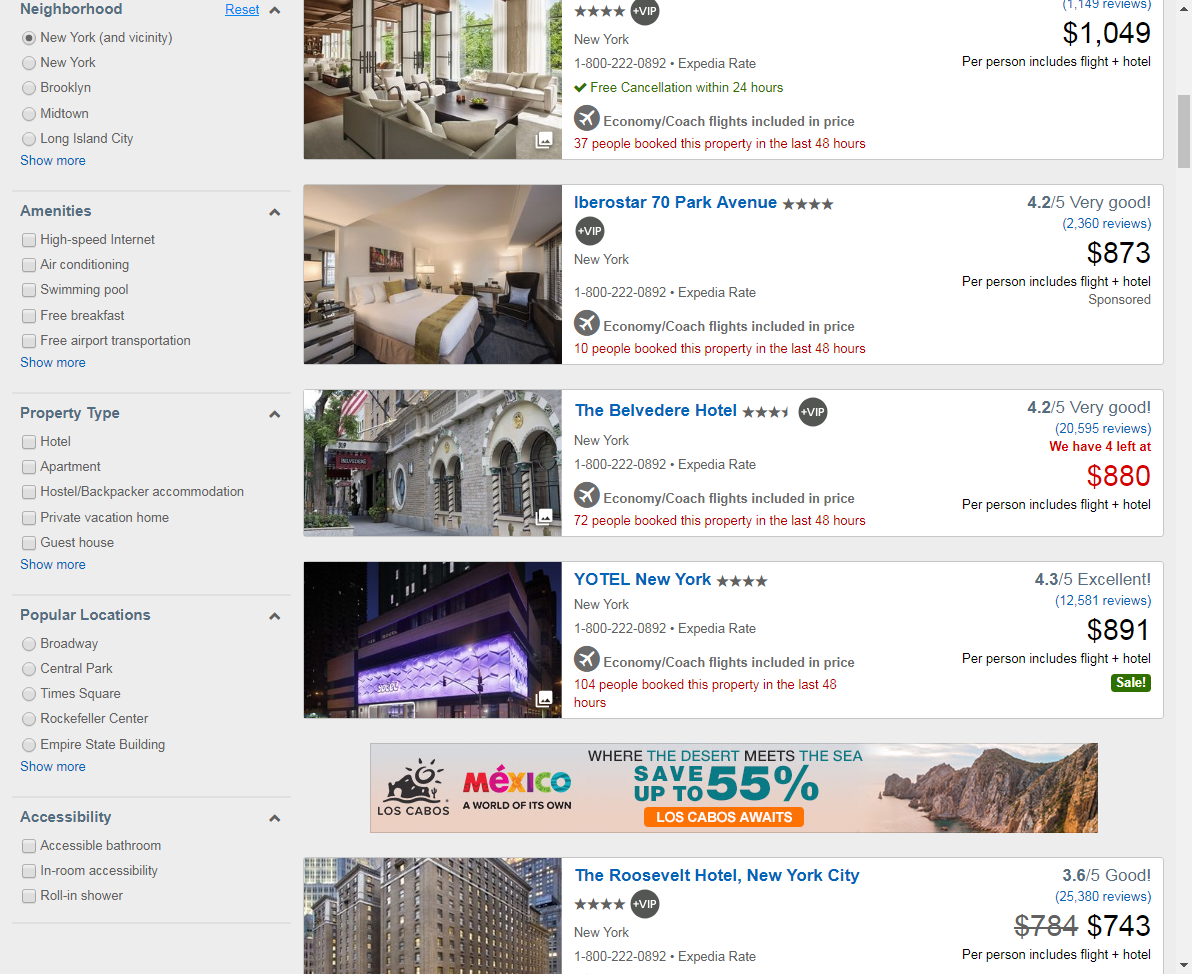 Neighborhood
Reset
New York (and vicinity)
New York
Brooklyn
Midtown
Long Island City
Show more
Amenities
High-speed Internet
Air conditioning
Swimming pool
Free breakfast
Free airport transportation
Show more
Property Type
Hotel
Apartment
Hostel/Backpacker accommodation
Private vacation home
Guest house
Show more
Popular Locations
Broadway
Central Park
Times Square
Rockefeller Center
Empire State Building
Show more
Accessibility
Accessible bathroom
In-room accessibility
Roll-in shower
+VIP
New York
1-800-222-0892 • Expedia Rate
Free Cancellation within 24 hours
Economy/Coach flights included in price
37 people booked this property in the last 48 hours
(1,149 reviews)
$1,049
Per person includes flight + hotel
Iberostar 70 Park Avenue
+VIP
New York
1-800-222-0892 • Expedia Rate
Economy/Coach flights included in price
10 people booked this property in the last 48 hours
4.2/5 Very good!
(2,360 reviews)
$873
Per person includes flight + hotel
Sponsored
BELVEDERE
The Belvedere Hotel
+VIP
New York
1-800-222-0892 • Expedia Rate
Economy/Coach flights included in price
72 people booked this property in the last 48 hours
4.2/5 Very good!
(20,595 reviews)
We have 4 left at
$880
Per person includes flight + hotel
YOTEL New York
New York
1-800-222-0892 • Expedia Rate
Economy/Coach flights included in price
104 people booked this property in the last 48
hours
4.3/5 Excellent!
(12,581 reviews)
$891
Per person includes flight + hotel
Sale!
LOS CABOS
MéXICO
A WORLD OF ITS OWN
WHERE THE DESERT MEETS THE SEA
SAVE
UP TO 55%
LOS CABOS AWAITS
The Roosevelt Hotel, New York City
+VIP
New York
1-800-222-0892 • Expedia Rate
3.6/5 Good!
(25,380 reviews)
$784 $743
Per person includes flight + hotel